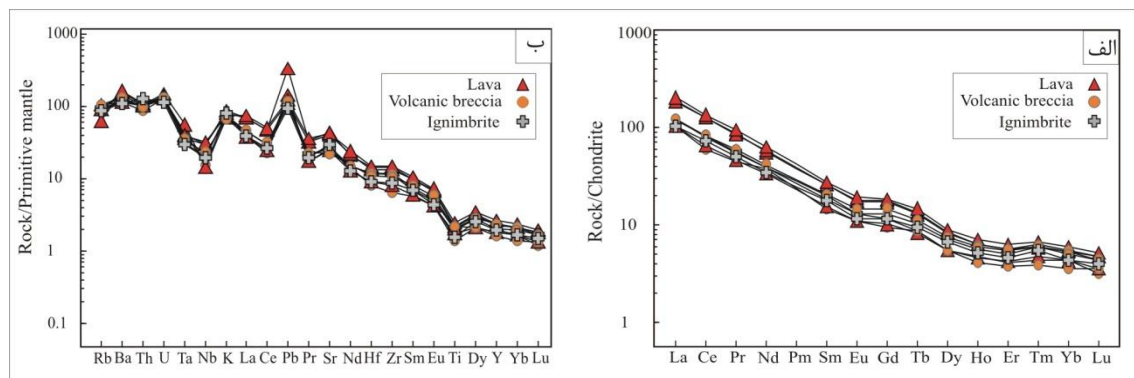 ب
Rock/Primitive mantle
1000
100
10
1
0.1
Lava
Volcanic breccia
Ignimbrite
Rb Ba Th U Ta Nb K La Ce Pb Pr Sr Nd Hf Zr Sm Eu Ti Dy Y Yb Lu
الف
Rock/Chondrite
1000
100
10
1
Lava
Volcanic breccia
Ignimbrite
La Ce Pr Nd Pm Sm Eu Gd Tb Dy Ho Er Tm Yb Lu